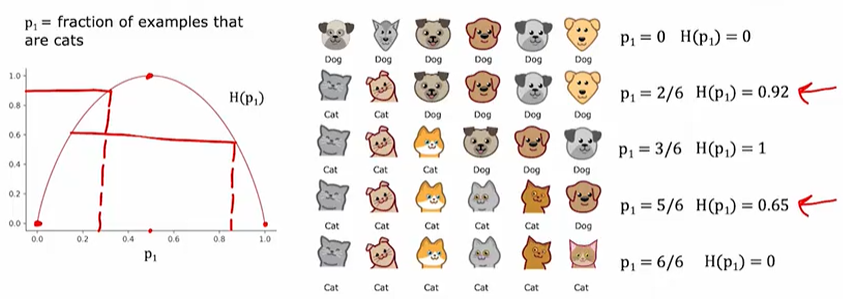 p₁ = fraction of examples that
are cats
1.0
0.8
0.6
0.4
0.2
0.0
0.0 0.2 0.4 0.6 0.8 1.0
p₁
H(p₁)
Dog Dog Dog Dog Dog Dog
p₁ = 0 H(p₁) = 0
Cat Cat Dog Dog Dog Dog
p₁ = 2/6 H(p₁) = 0.92
Cat Cat Cat Dog Dog Dog
p₁ = 3/6 H(p₁) = 1
Cat Cat Cat Cat Cat Dog
p₁ = 5/6 H(p₁) = 0.65
Cat Cat Cat Cat Cat Cat
p₁ = 6/6 H(p₁) = 0